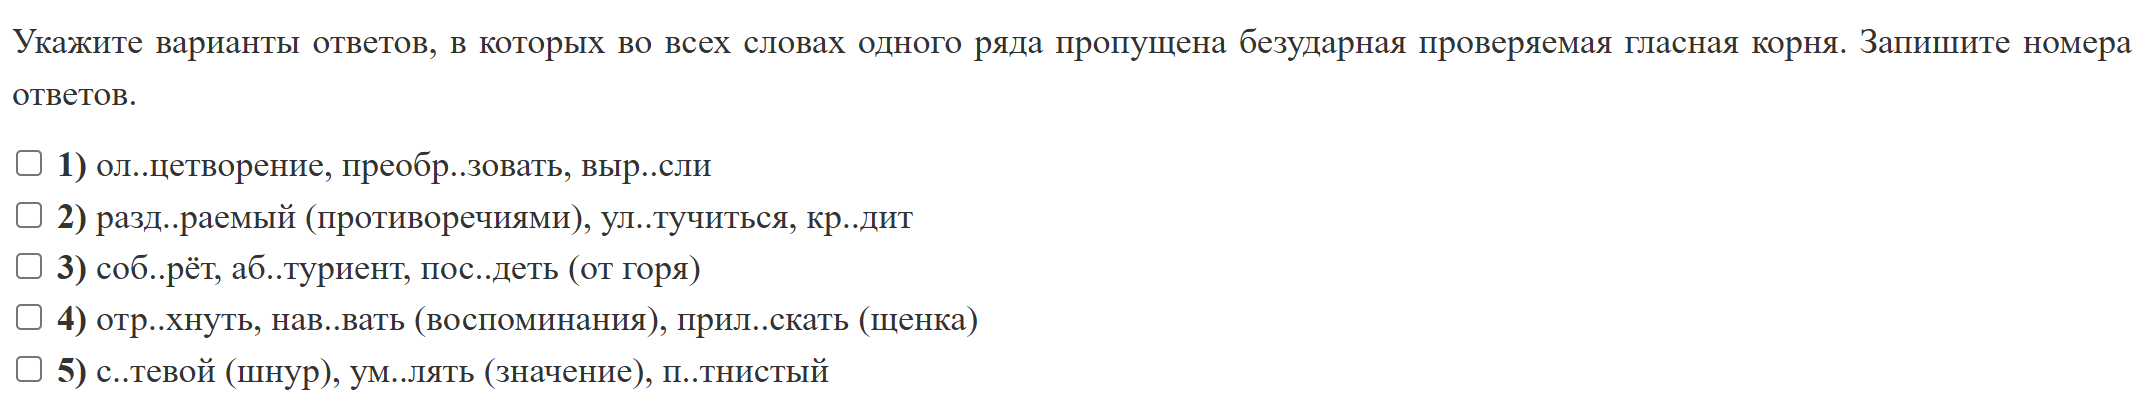 Укажите варианты ответов, в которых во всех словах одного ряда пропущена безударная проверяемая гласная корня. Запишите номера
ответов.
1) ол..цетворение, преобр..зовать, выр..сли
2) разд..раемый (противоречиями), ул..тучиться, кр..дит
3) соб..рёт, аб..туриент, пос..деть (от горя)
4) отр..хнуть, нав..вать (воспоминания), прил..скать (щенка)
5) с..тевой (шнур), ум..лять (значение), п..тнистый